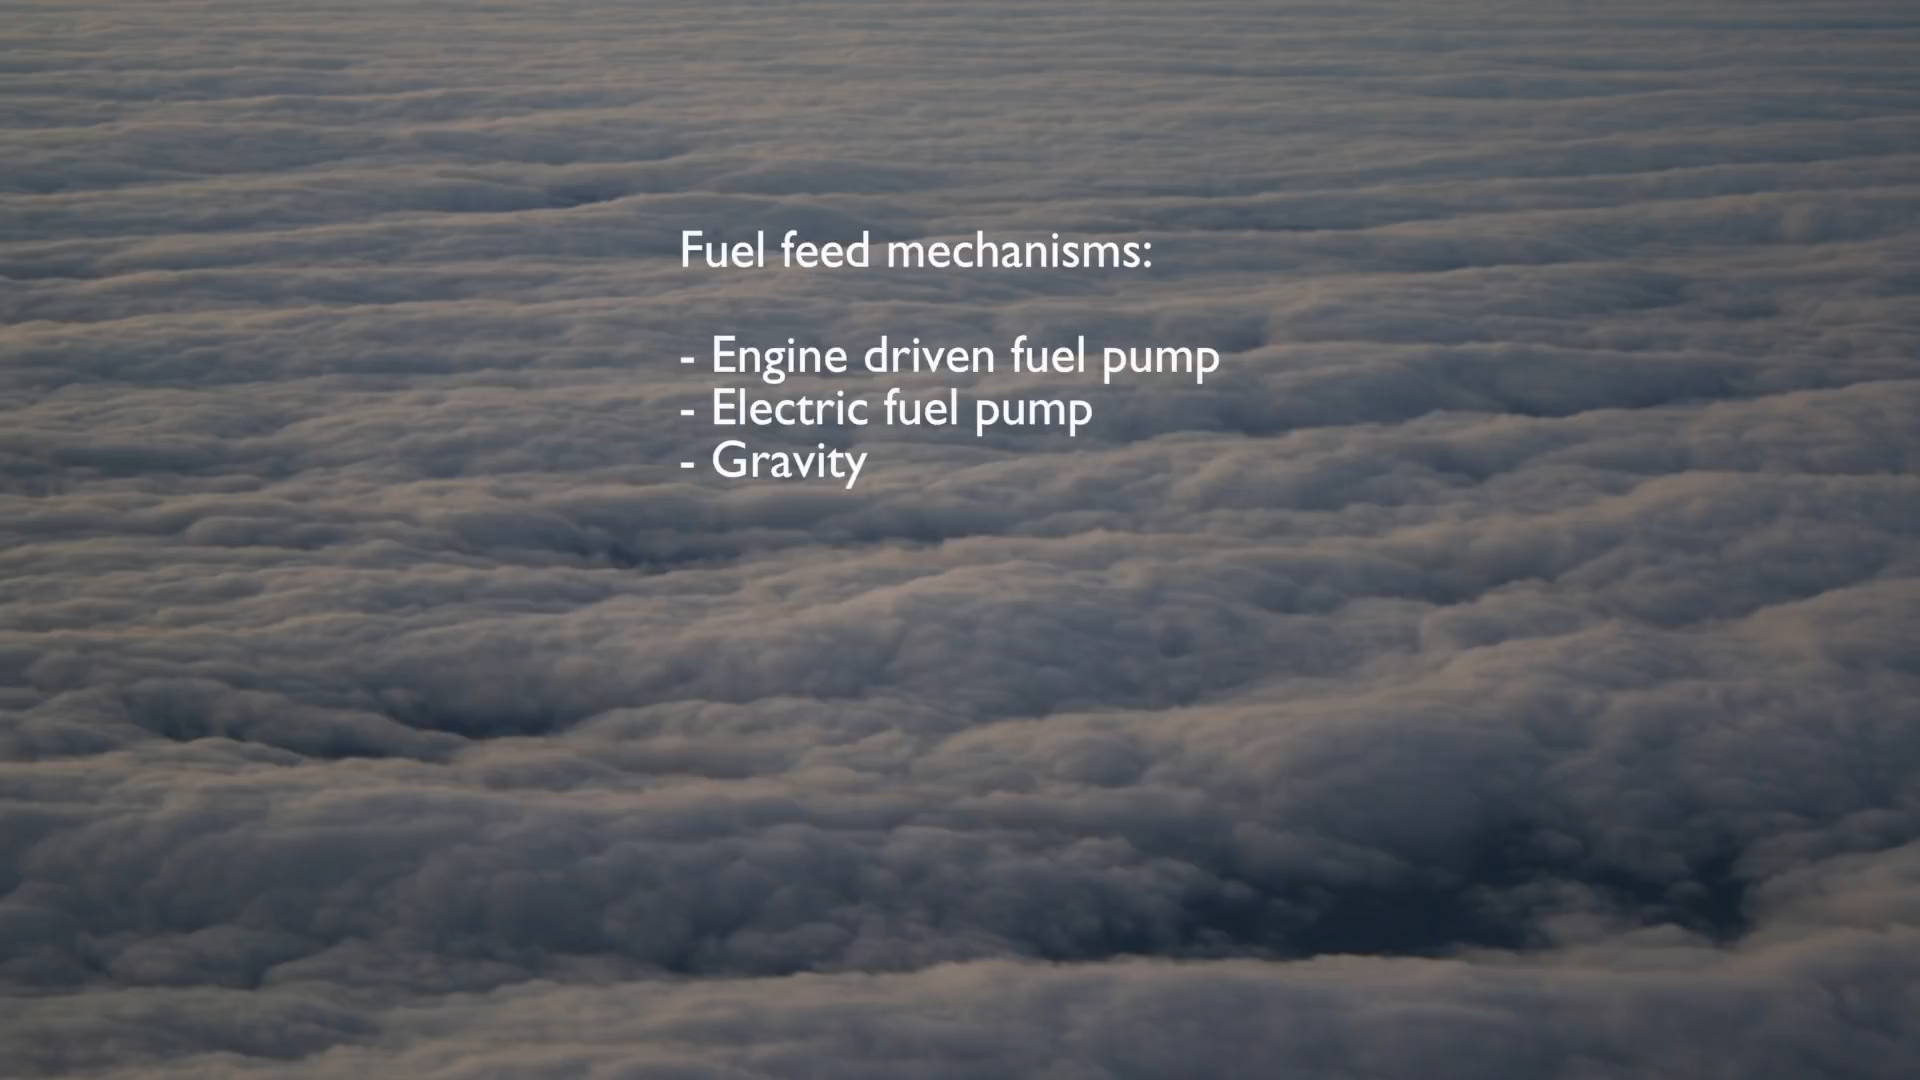 Fuel feed mechanisms:
- Engine driven fuel pump
- Electric fuel pump
- Gravity